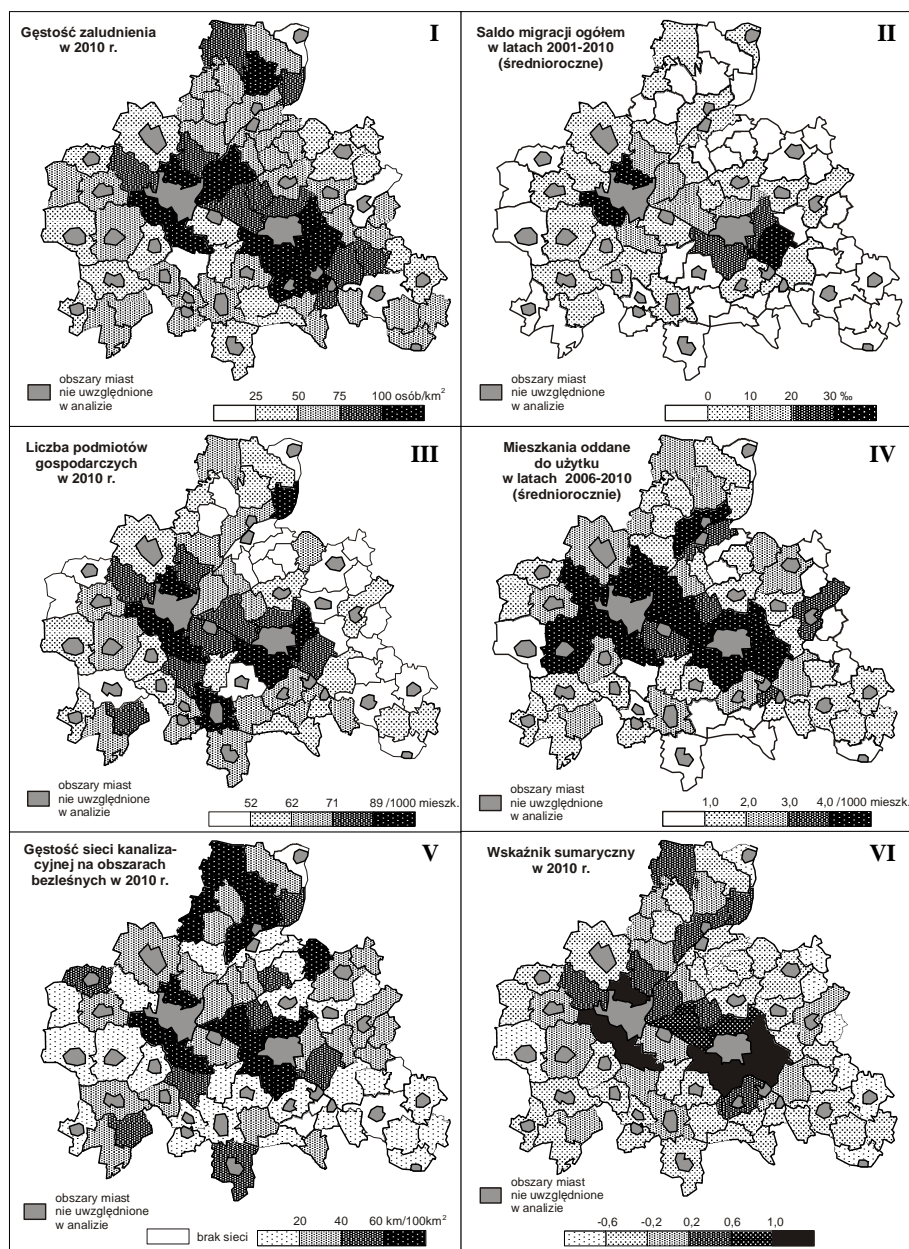 Gęstość zaludnienia
w 2010 r.
I
obszary miast
nie uwzględnione
w analizie
25 50 75 100 osób/km²
Saldo migracji ogółem
w latach 2001-2010
(średnioroczne)
II
obszary miast
nie uwzględnione
w analizie
0 10 20 30 ‰
Liczba podmiotów
gospodarczych
w 2010 r.
III
obszary miast
nie uwzględnione
w analizie
52 62 71 89 /1000 mieszk.
Mieszkania oddane
do użytku
w latach 2006-2010
(średniorocznie)
IV
obszary miast
nie uwzględnione
w analizie
1,0 2,0 3,0 4,0 /1000 mieszk.
Gęstość sieci kanaliza-
cyjnej na obszarach
bezleśnych w 2010 r.
V
obszary miast
nie uwzględnione
w analizie
brak sieci
20 40 60 km/100km²
Wskaźnik sumaryczny
w 2010 r.
VI
obszary miast
nie uwzględnione
w analizie
-0,6 -0,2 0,2 0,6 1,0